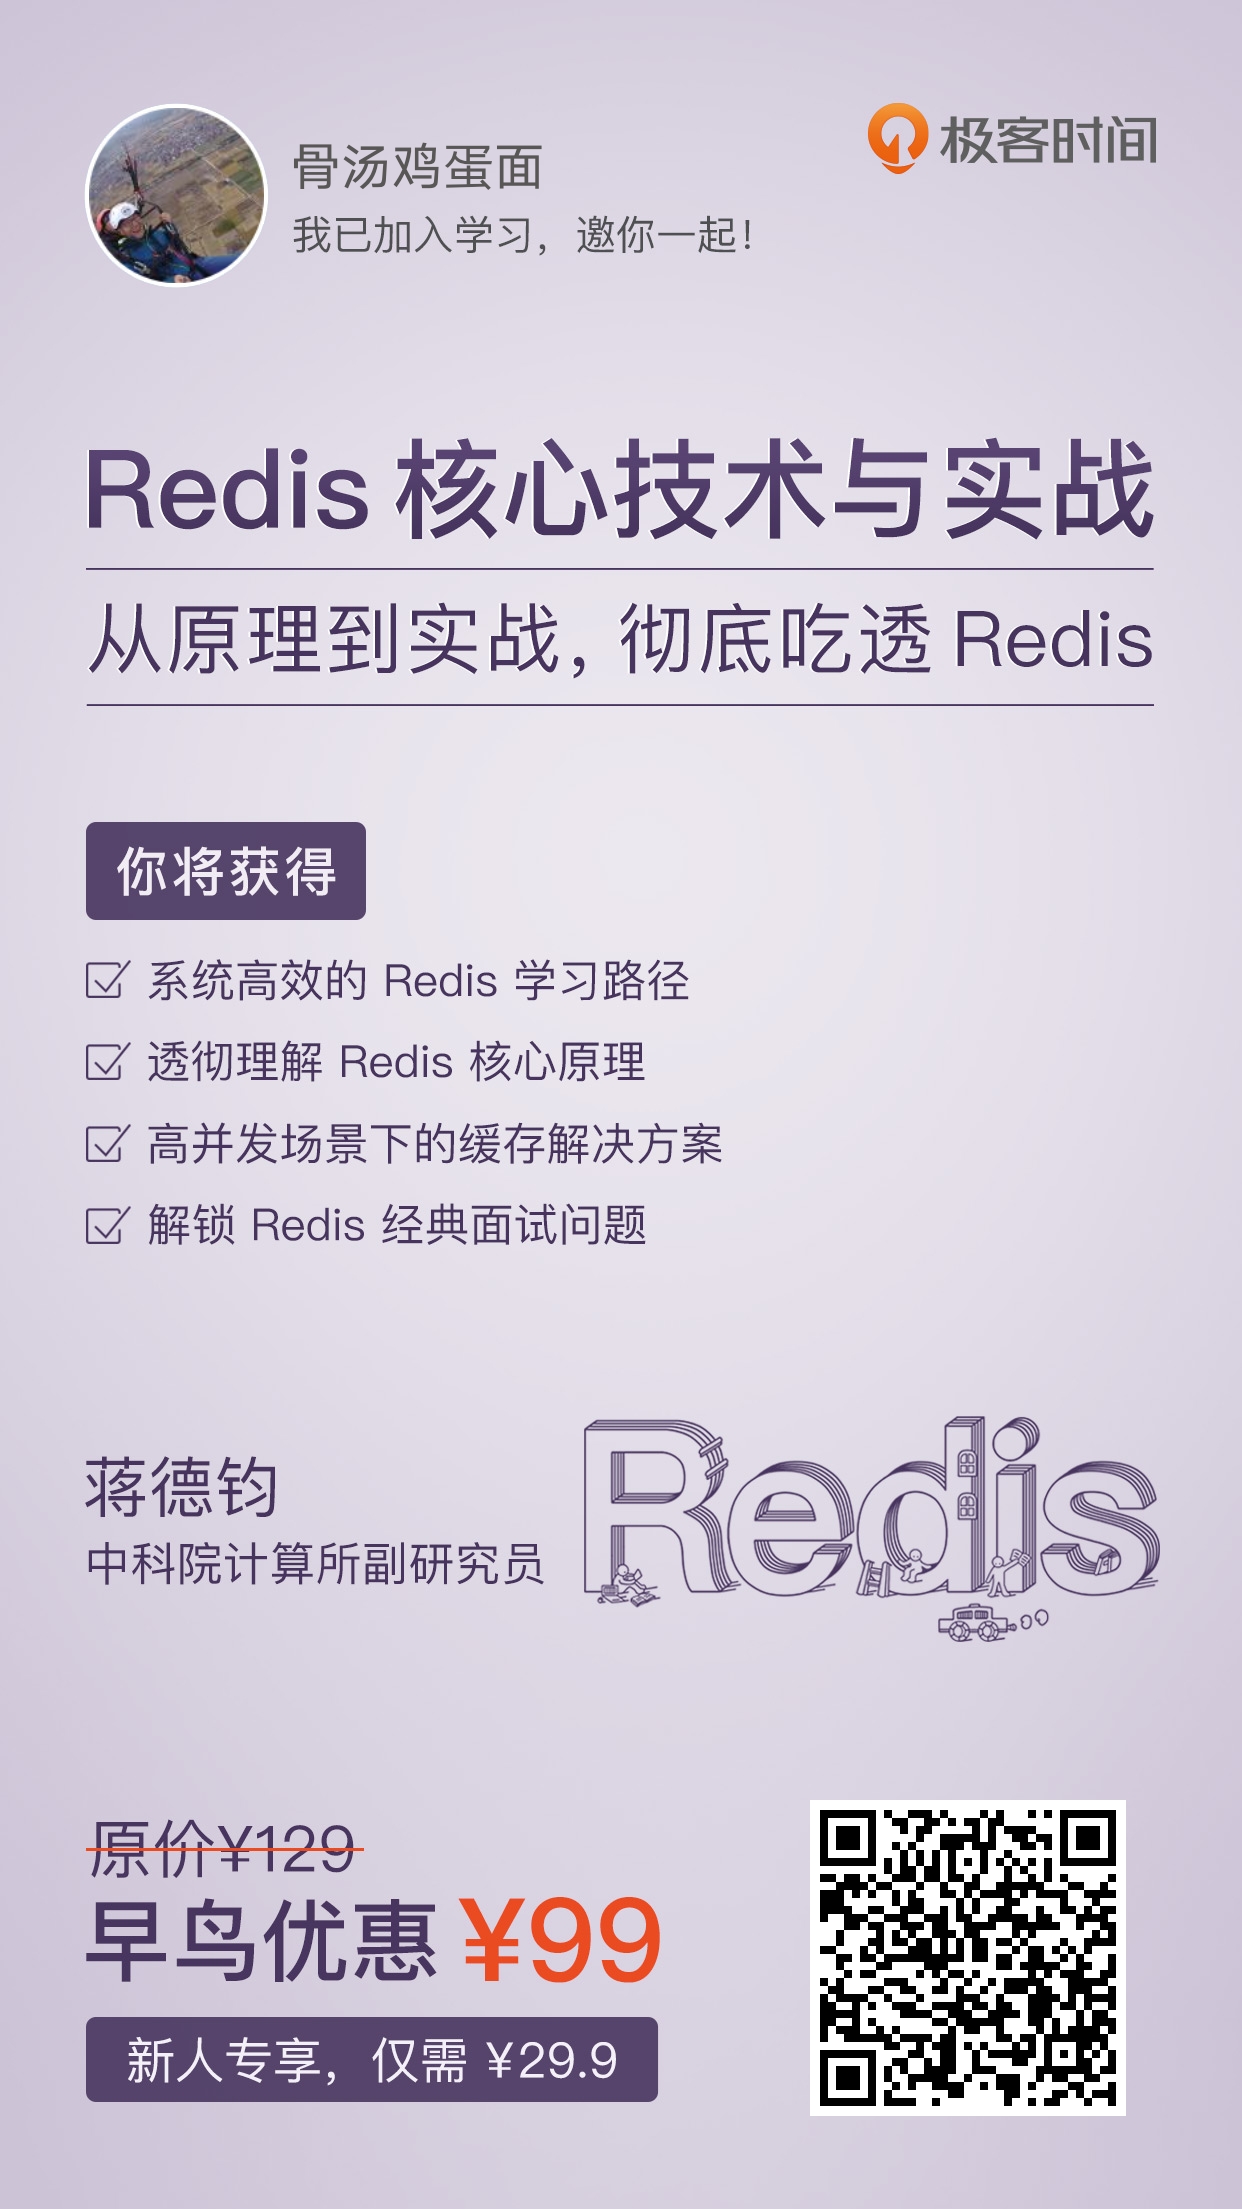 骨汤鸡蛋面
我已加入学习，邀你一起！
极客时间
Redis 核心技术与实战
从原理到实战，彻底吃透 Redis
你将获得
系统高效的 Redis 学习路径
透彻理解 Redis 核心原理
高并发场景下的缓存解决方案
解锁 Redis 经典面试问题
蒋德钧
中科院计算所副研究员
Redis
原价¥129
早鸟优惠 ¥99
新人专享，仅需 ¥29.9